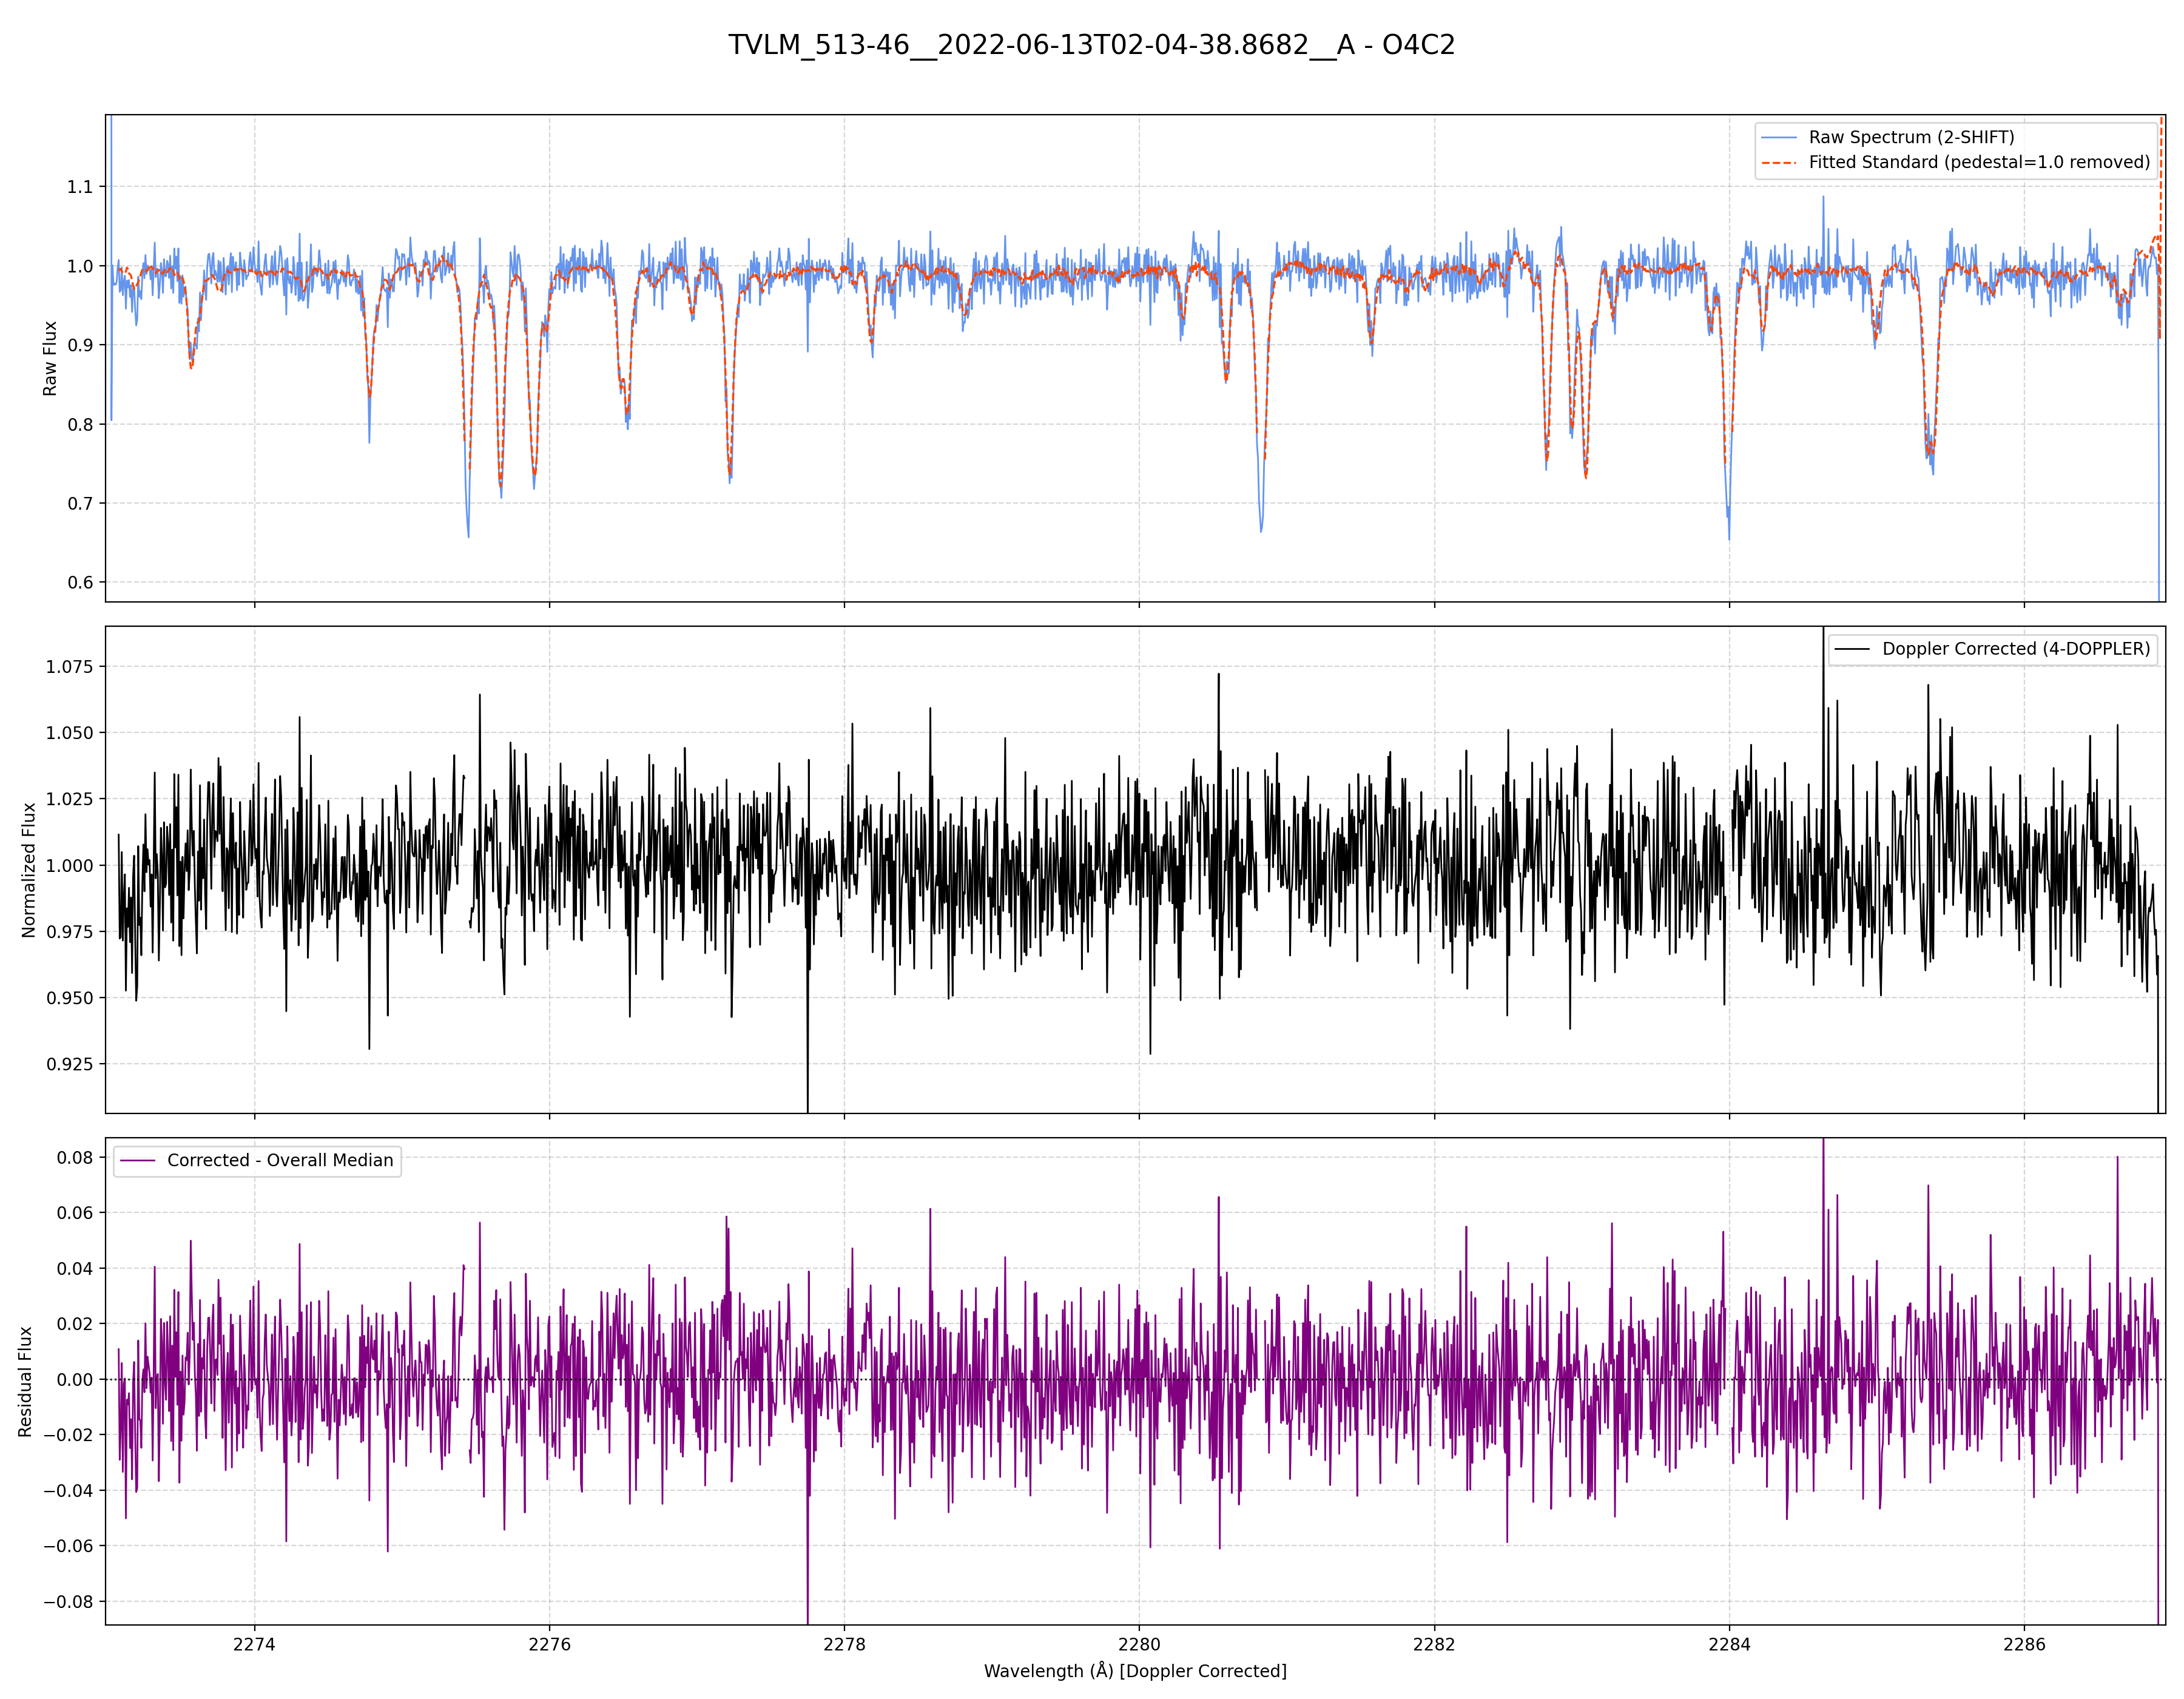 TVLM_513-46__2022-06-13T02-04-38.8682__A - O4C2
Raw Spectrum (2-SHIFT)
Fitted Standard (pedestal=1.0 removed)
Raw Flux
1.1
1.0
0.9
0.8
0.7
0.6
Doppler Corrected (4-DOPPLER)
Normalized Flux
1.075
1.050
1.025
1.000
0.975
0.950
0.925
Corrected - Overall Median
Residual Flux
0.08
0.06
0.04
0.02
0.00
−0.02
−0.04
−0.06
−0.08
2274 2276 2278 2280 2282 2284 2286
Wavelength (Å) [Doppler Corrected]